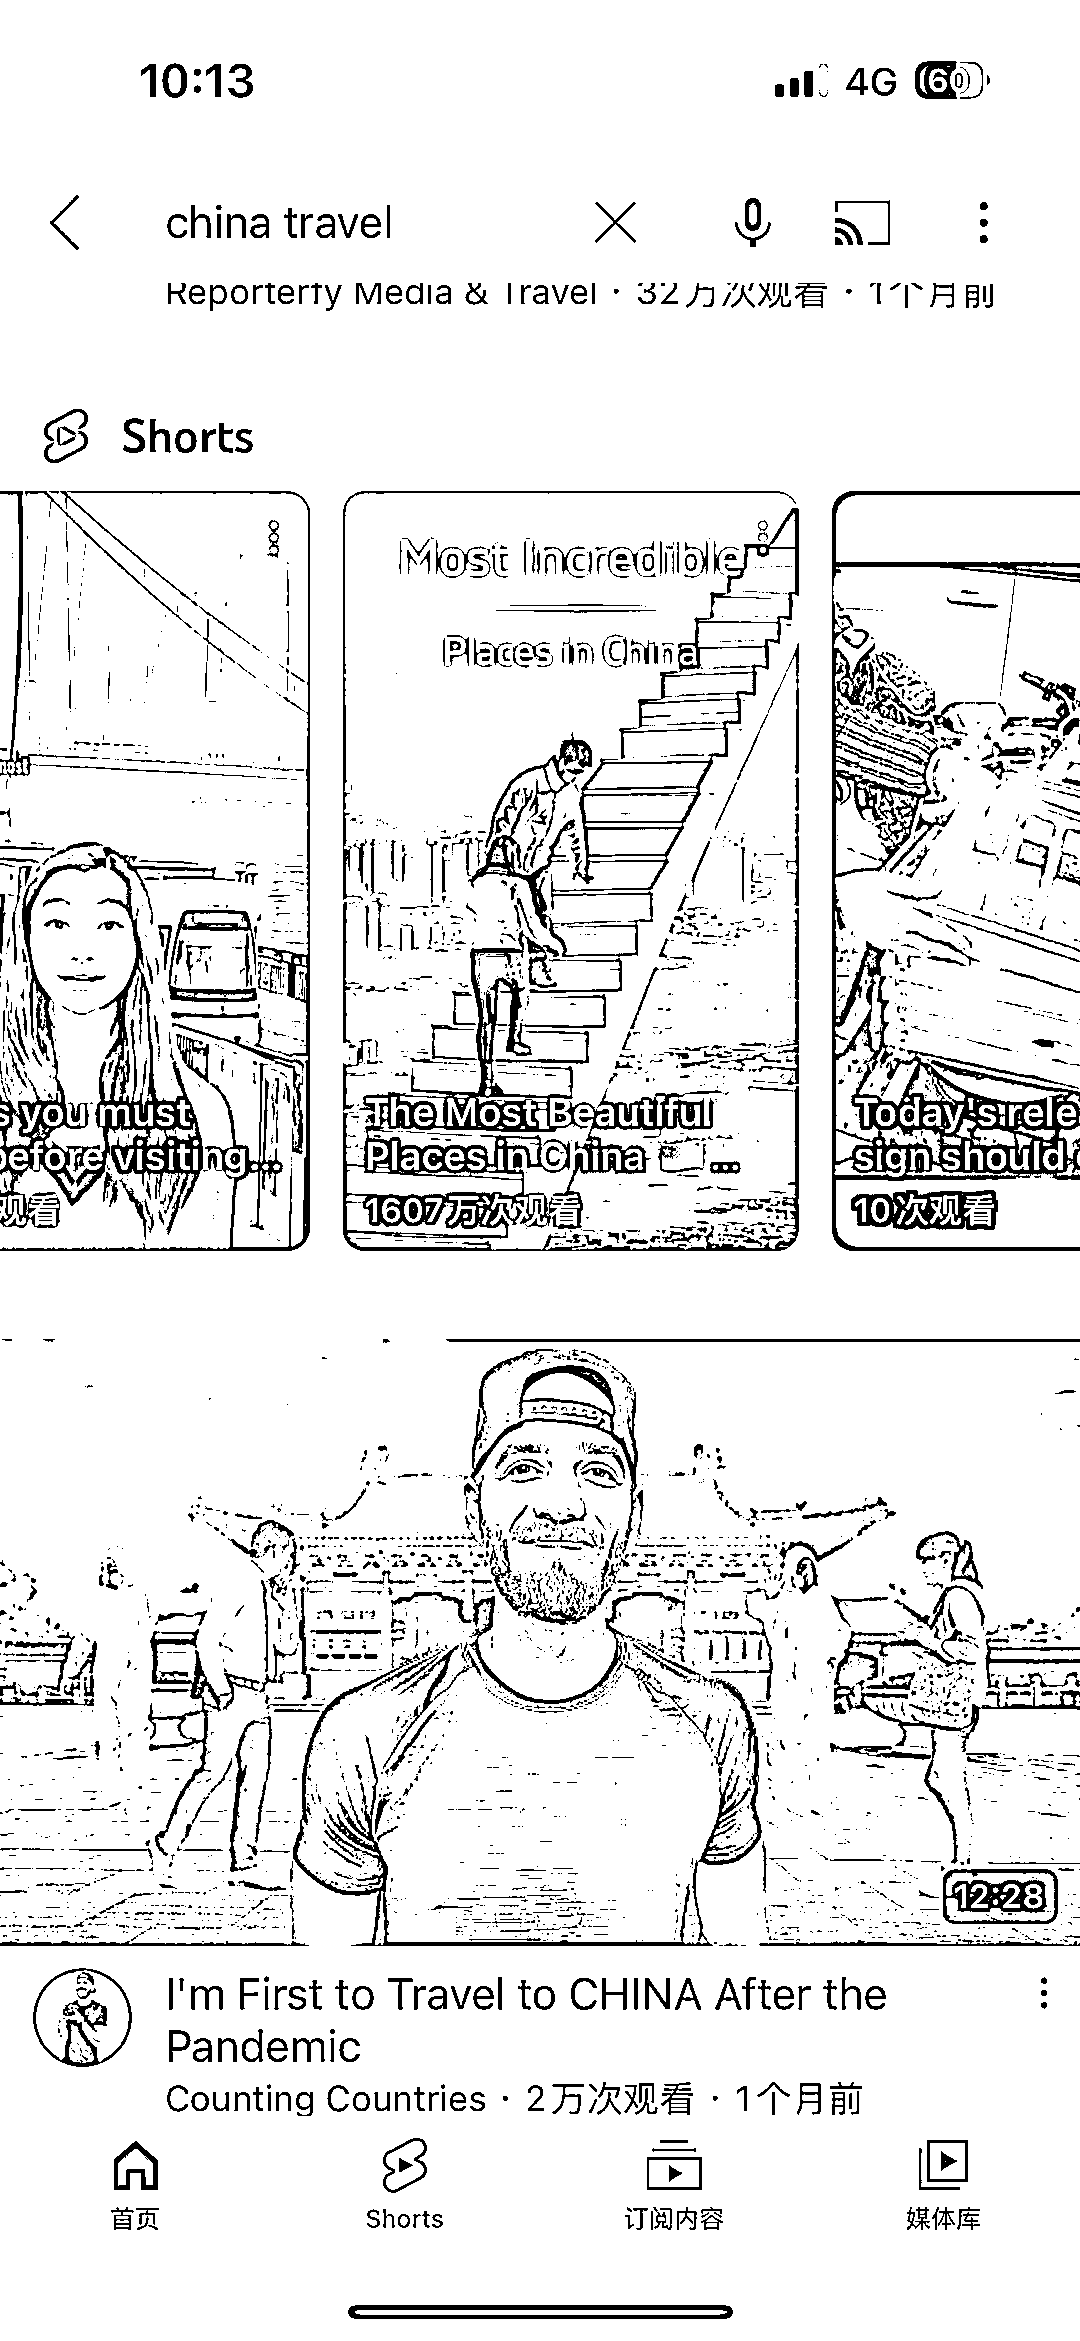 10:13
4G
60
china travel
Reporterfy Media & Travel · 32万次观看 · 1个月前
Shorts
Most Incredible
Places in China
s you must
before visiting...
观看
The Most Beautiful
Places in China ...
1607万次观看
Today's rele
sign should
10次观看
12:28
I'm First to Travel to CHINA After the
Pandemic
Counting Countries · 2万次观看 · 1个月前
首页
Shorts
订阅内容
媒体库